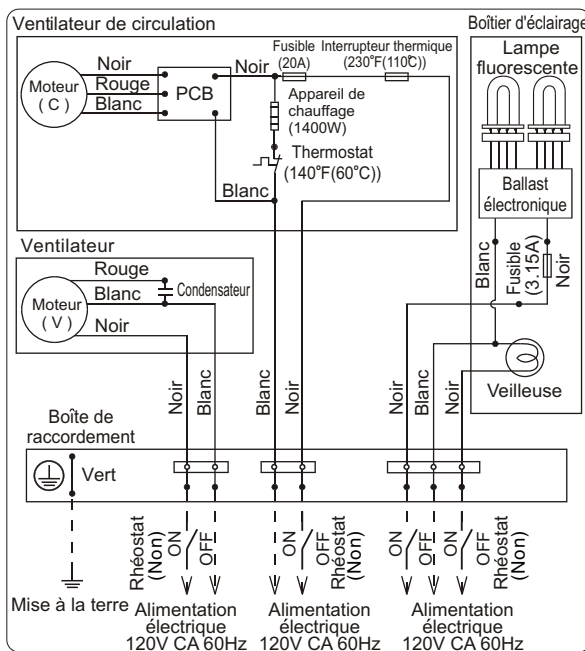 Ventilateur de circulation
Boîtier d'éclairage
Noir
Rouge
Blanc
Moteur
( C )
PCB
Noir
Fusible
(20A)
Interrupteur thermique
(230°F(110℃))
Appareil de
chauffage
(1400W)
Thermostat
(140°F(60°C))
Blanc
Lampe
fluorescente
Ballast
électronique
Blanc
Fusible
(3.15A)
Noir
Veilleuse
Ventilateur
Rouge
Blanc
Condensateur
Moteur
( V )
Noir
Noir
Blanc
Blanc
Noir
Noir
Blanc
Noir
Boîte de
raccordement
Vert
Rhéostat
(Non)
ON
OFF
ON
OFF
Rhéostat
(Non)
ON
OFF
ON
OFF
Rhéostat
(Non)
Mise à la terre
Alimentation
électrique
120V CA 60Hz
Alimentation
électrique
120V CA 60Hz
Alimentation
électrique
120V CA 60Hz